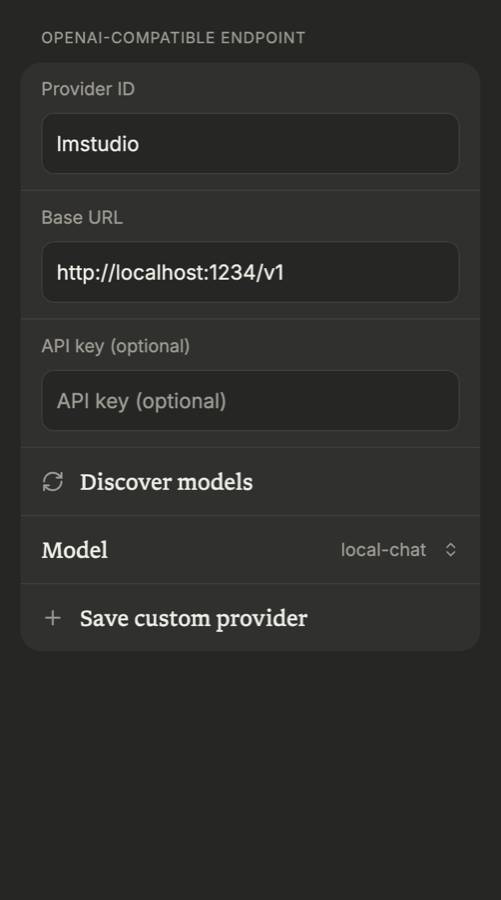 OPENAI-COMPATIBLE ENDPOINT
Provider ID
lmstudio
Base URL
http://localhost:1234/v1
API key (optional)
API key (optional)
Discover models
Model local-chat
Save custom provider